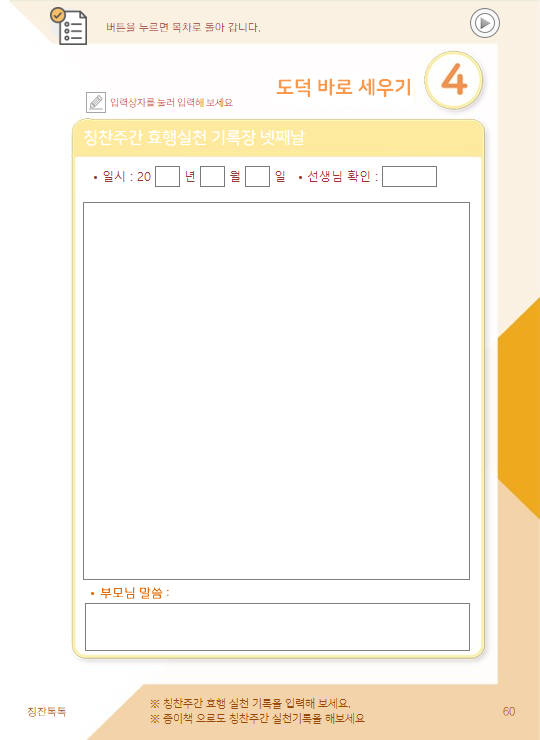 버튼을 누르면 목차로 돌아 갑니다.
도덕 바로 세우기
4
입력상자를 눌러 입력해 보세요
칭찬주간 효행실천 기록장 넷째날
• 일시 : 20 년 월 일 • 선생님 확인 :
• 부모님 말씀 :
※ 칭찬주간 효행 실천 기록을 입력해 보세요.
※ 종이책 으로도 칭찬주간 실천기록을 해보세요
칭찬톡톡
60